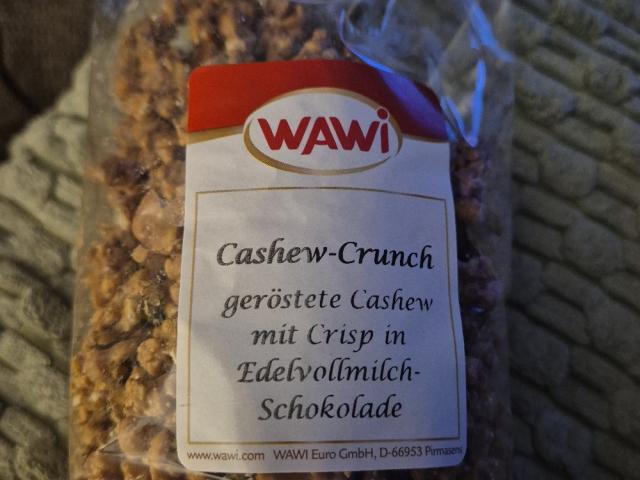 WAWi
Cashew-Crunch
geröstete Cashew
mit Crisp in
Edelvollmilch-
Schokolade
www.wawi.com WAWI Euro GmbH, D-66953 Pirmasens